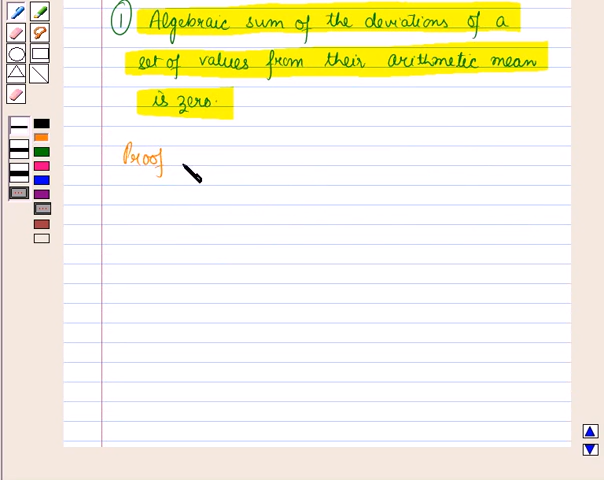 ① Algebraic sum of the deviations of a
set of values from their arithmetic mean
is zero.
Proof